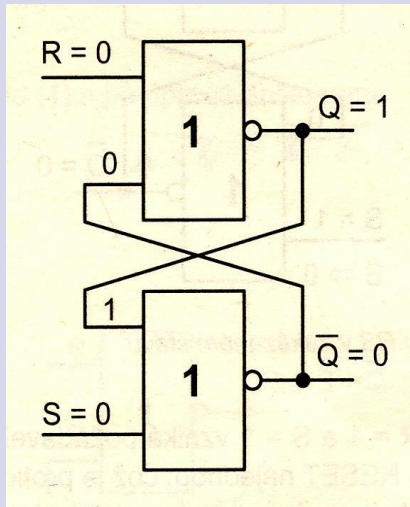 R = 0
Q = 1
1
0
1
1
Q̅ = 0
S = 0